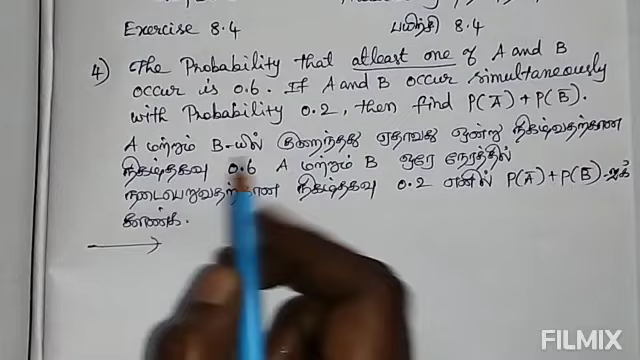 Exercise 8.4 பயிற்சி 8.4
4) The Probability that atleast one of A and B
occur is 0.6. If A and B occur simultaneously
with Probability 0.2, then find P(A̅) + P(B̅).
A மற்றும் B-யில் குறைந்தது ஏதாவது ஒன்று நிகழ்வதற்கான
நிகழ்தகவு 0.6 A மற்றும் B ஒரே நேரத்தில்
நடைபெறுவதற்கான நிகழ்தகவு 0.2 எனில் P(A̅) + P(B̅)-ஐக்
காண்க.
FILMIX